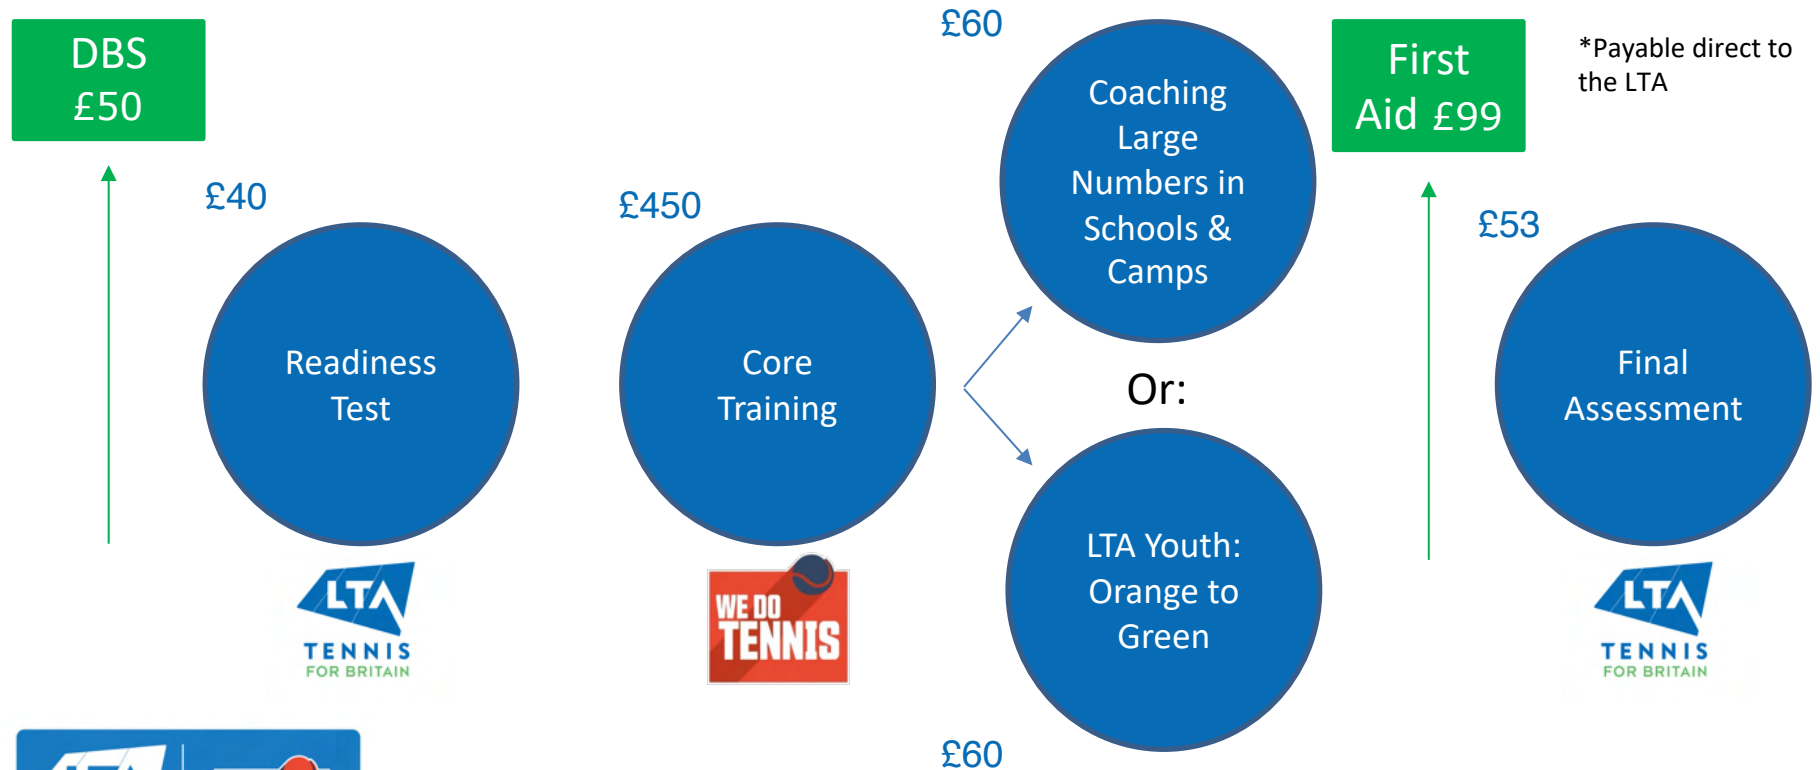 DBS
£50
£40
Readiness
Test
LTA
TENNIS
FOR BRITAIN
£450
Core
Training
WE DO
TENNIS
£60
Coaching
Large
Numbers in
Schools &
Camps
Or:
LTA Youth:
Orange to
Green
£60
First
Aid £99
*Payable direct to
the LTA
£53
Final
Assessment
LTA
TENNIS
FOR BRITAIN